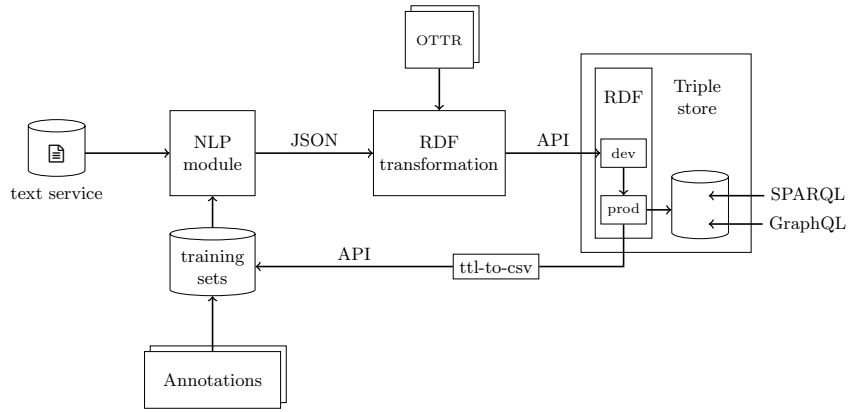 OTTR
NLP
module
JSON
RDF
transformation
API
RDF
Triple
store
dev
prod
SPARQL
GraphQL
text service
training
sets
API
ttl-to-csv
Annotations